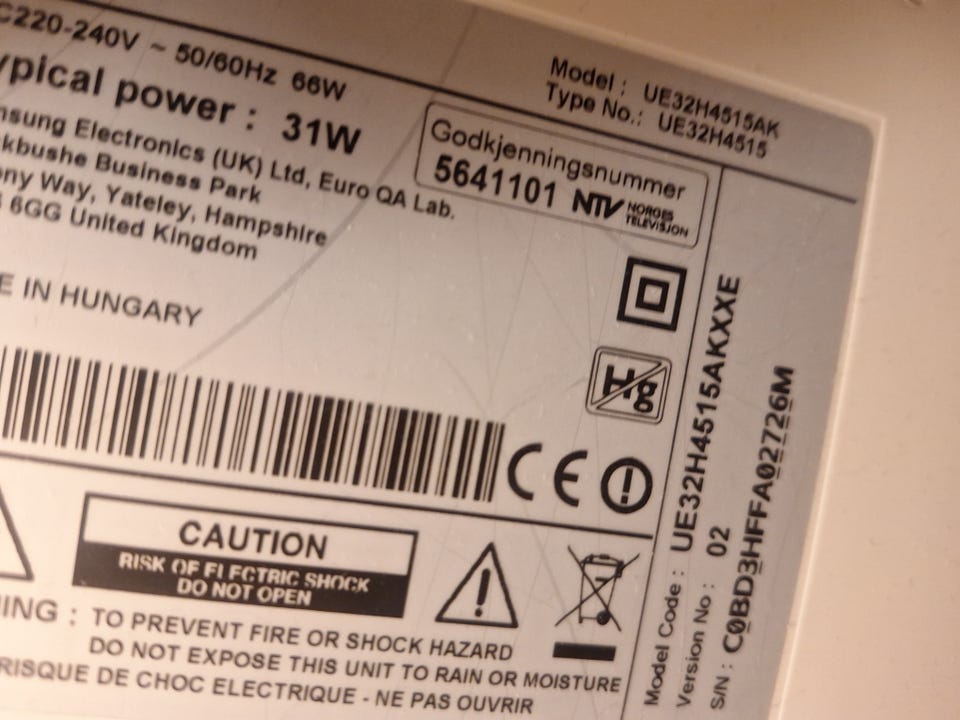 C220-240V ~ 50/60Hz 66W
ypical power : 31W
nsung Electronics (UK) Ltd, Euro QA Lab.
ckbushe Business Park
ony Way, Yateley, Hampshire
6GG United Kingdom
E IN HUNGARY
Model : UE32H4515AK
Type No.: UE32H4515
Godkjenningsnummer
5641101 NTV NORGES
TELEVISJON
Hg
CE
CAUTION
RISK OF ELECTRIC SHOCK
DO NOT OPEN
ING : TO PREVENT FIRE OR SHOCK HAZARD
DO NOT EXPOSE THIS UNIT TO RAIN OR MOISTURE
RISQUE DE CHOC ELECTRIQUE - NE PAS OUVRIR
Model Code : UE32H4515AKXXE
Version No : 02
S/N : C0BD3HFFA02726M